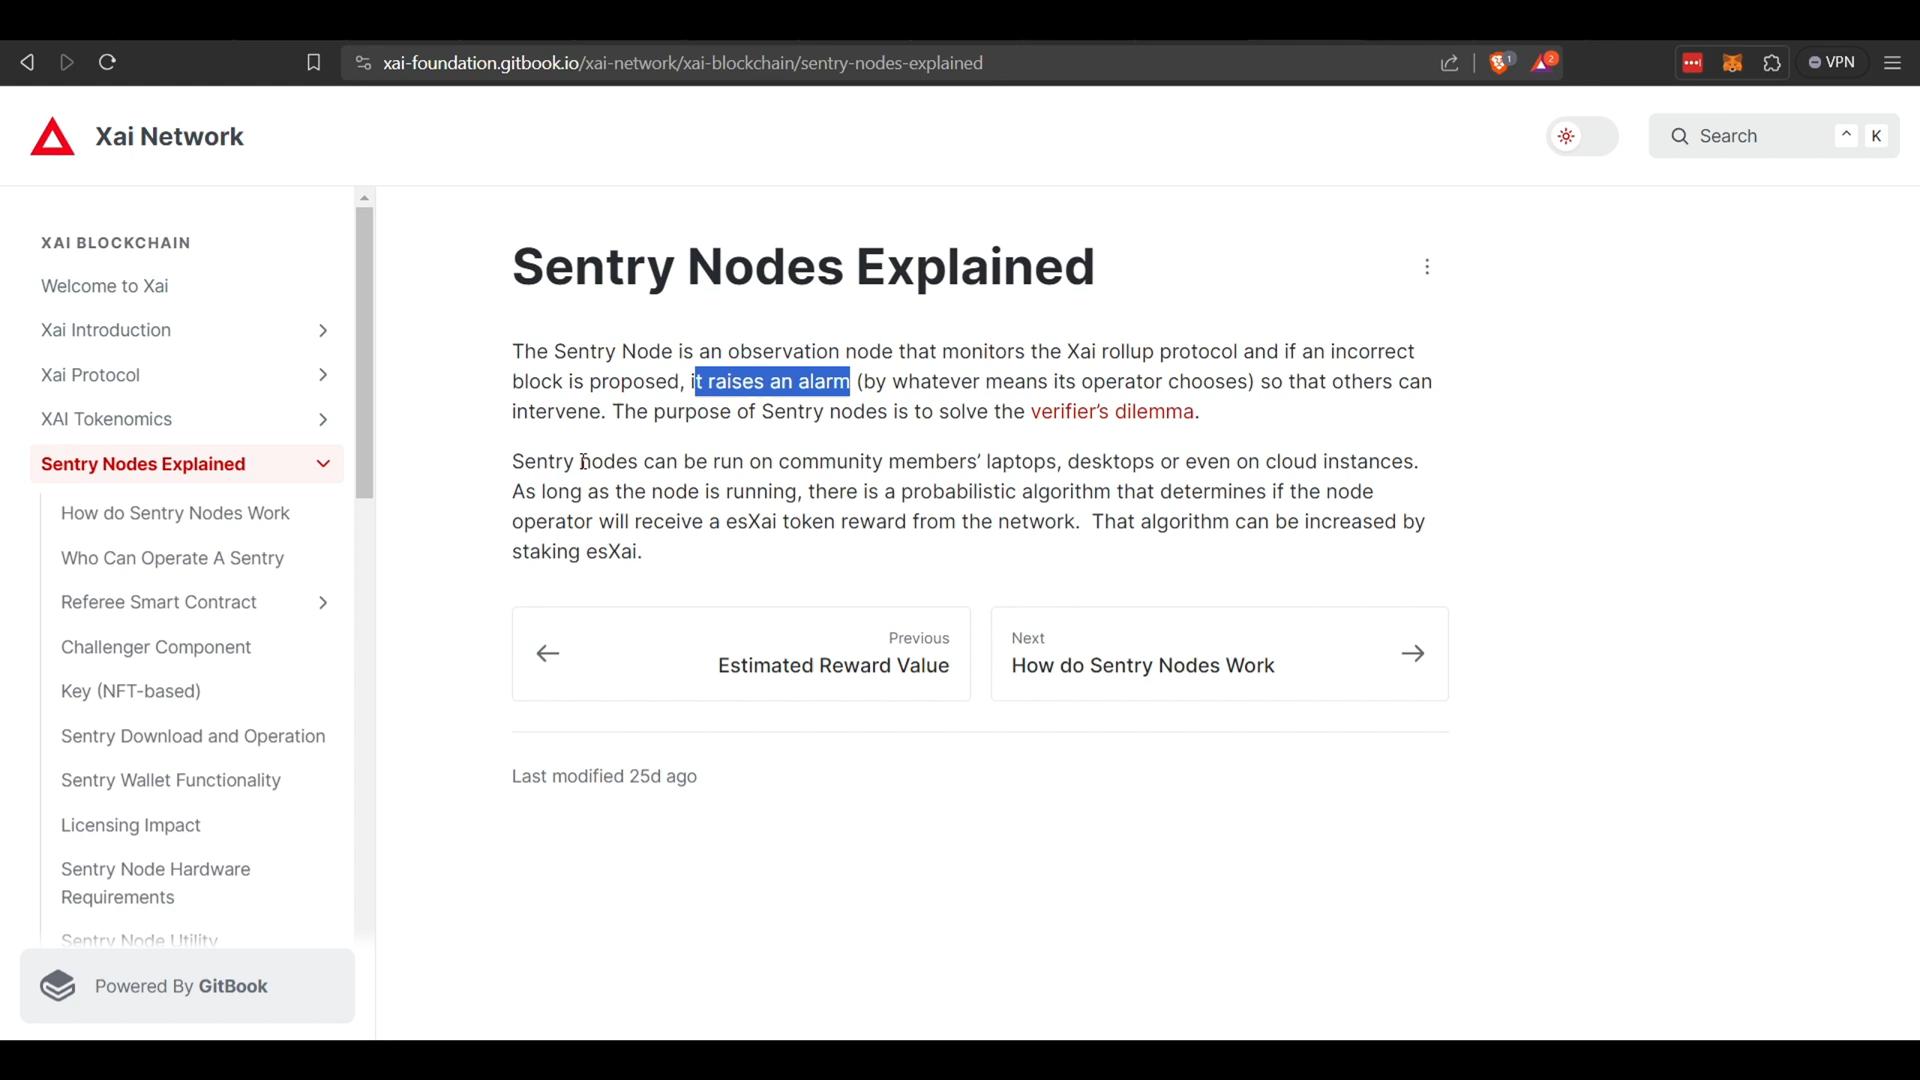 xai-foundation.gitbook.io/xai-network/xai-blockchain/sentry-nodes-explained
1
2
VPN
Xai Network
Search
^
K
XAI BLOCKCHAIN
Welcome to Xai
Xai Introduction
Xai Protocol
XAI Tokenomics
Sentry Nodes Explained
How do Sentry Nodes Work
Who Can Operate A Sentry
Referee Smart Contract
Challenger Component
Key (NFT-based)
Sentry Download and Operation
Sentry Wallet Functionality
Licensing Impact
Sentry Node Hardware
Requirements
Sentry Node Utility
Powered By GitBook
Sentry Nodes Explained
The Sentry Node is an observation node that monitors the Xai rollup protocol and if an incorrect
block is proposed, it raises an alarm (by whatever means its operator chooses) so that others can
intervene. The purpose of Sentry nodes is to solve the verifier’s dilemma.
Sentry nodes can be run on community members’ laptops, desktops or even on cloud instances.
As long as the node is running, there is a probabilistic algorithm that determines if the node
operator will receive a esXai token reward from the network.  That algorithm can be increased by
staking esXai.
Previous
Estimated Reward Value
Next
How do Sentry Nodes Work
Last modified 25d ago